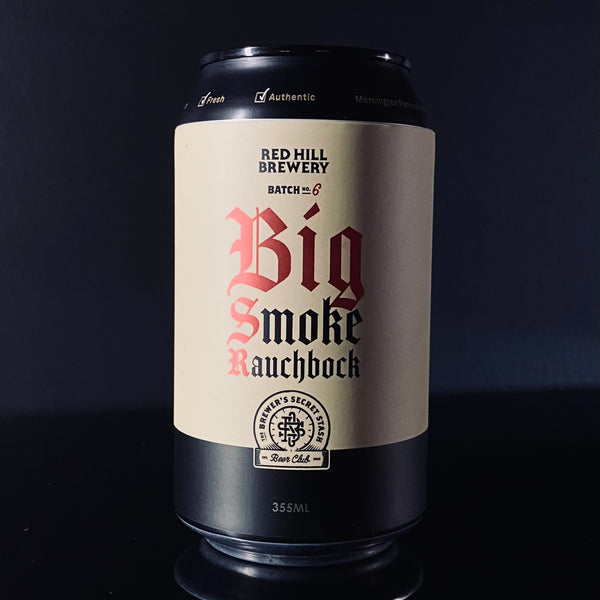 Fresh
Authentic
Mornington
RED HILL
BREWERY
BATCH NO. 6
Big
Smoke
Rauchbock
THE BREWER'S SECRET STASH
Beer Club
355ML